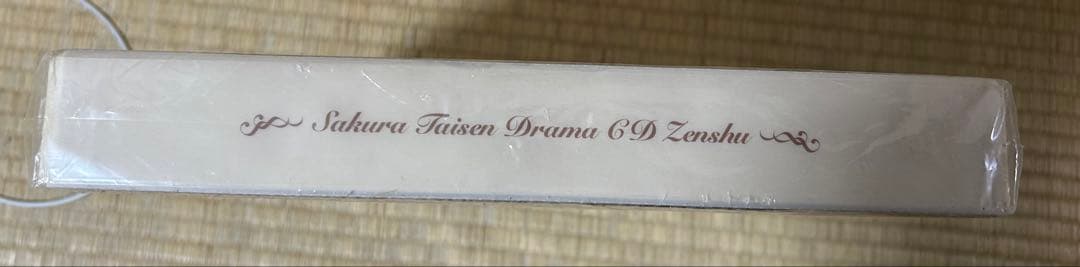 Sakura Taisen Drama CD Zenshu